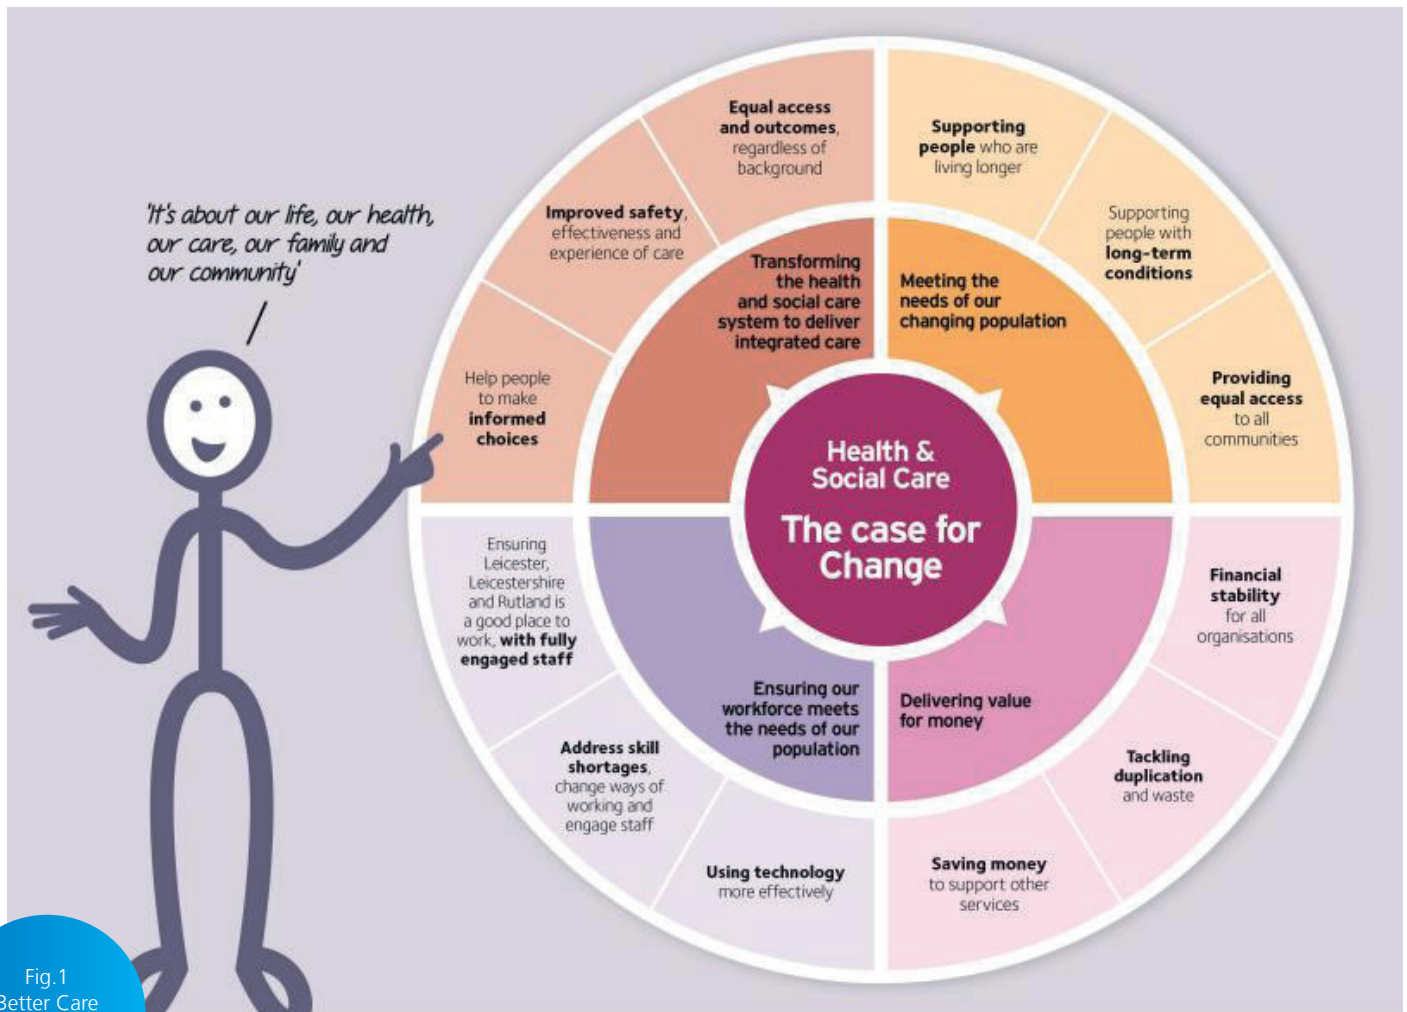 'It's about our life, our health,
our care, our family and
our community'
Equal access
and outcomes,
regardless of
background
Supporting
people who are
living longer
Improved safety,
effectiveness and
experience of care
Supporting
people with
long-term
conditions
Help people
to make
informed
choices
Providing
equal access
to all
communities
Transforming
the health
and social care
system to deliver
integrated care
Meeting the
needs of our
changing population
Health &
Social Care
The case for
Change
Ensuring our
workforce meets
the needs of our
population
Delivering value
for money
Ensuring
Leicester,
Leicestershire
and Rutland is
a good place to
work, with fully
engaged staff
Financial
stability
for all
organisations
Address skill
shortages,
change ways of
working and
engage staff
Tackling
duplication
and waste
Using technology
more effectively
Saving money
to support other
services
Fig.1
Better Care